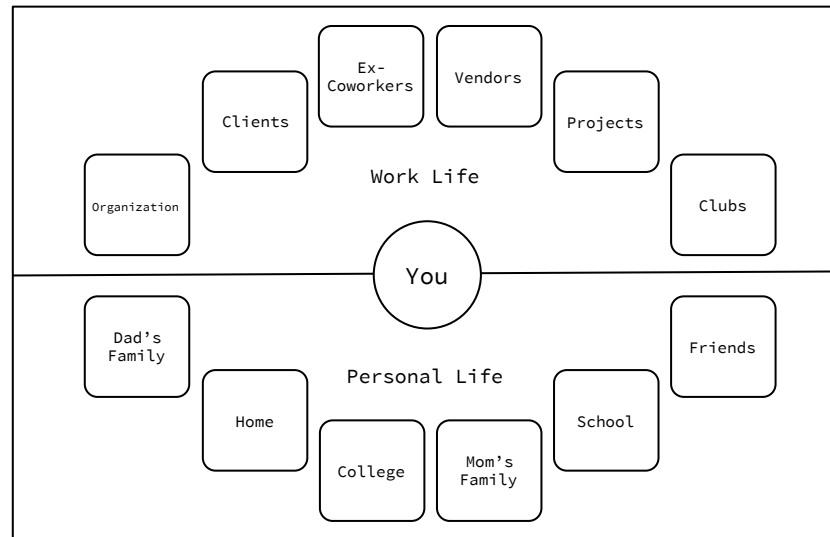 Ex-
Coworkers
Vendors
Clients
Projects
Work Life
Organization
Clubs
You
Dad’s
Family
Friends
Personal Life
Home
School
College
Mom’s
Family